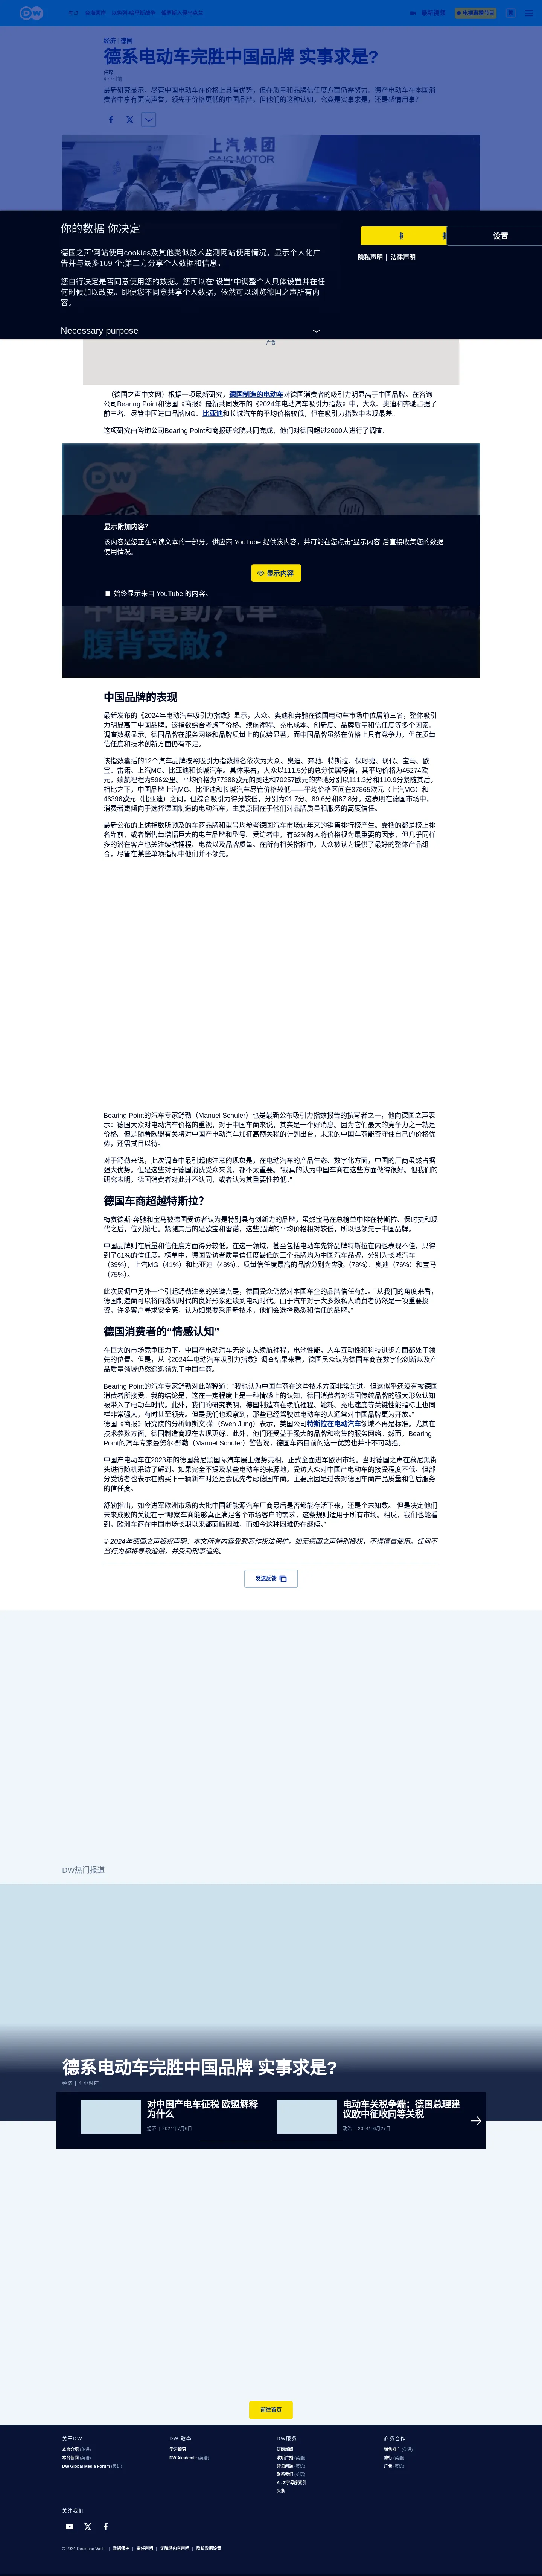 DW
最新视频
经济 | 德国
德系电动车完胜中国品牌 实事求是?
4 小时前
最新研究显示，尽管中国电动车在价格上具有优势，但在质量和品牌信任度方面仍需努力。德产电动车在本国消费者中享有更高声誉，领先于价格更低的中国品牌，但他们的这种认知，究竟是实事求是，还是感情用事?
上汽集团
SAIC MOTOR
你的数据 你决定
德国之声'网站使用cookies及其他类似技术监测网站使用情况，显示个人化广告并与最多169 个;第三方分享个人数据和信息。
您自行决定是否同意使用您的数据。您可以在"设置"中调整个人具体设置并在任何时候加以改变。即便您不同意共享个人数据，依然可以浏览德国之声所有内容。
设置
隐私声明 | 法律声明
Necessary purpose
广告
（德国之声中文网）根据一项最新研究，德国制造的电动车对德国消费者的吸引力明显高于中国品牌。在咨询公司Bearing Point和德国《商报》最新共同发布的《2024年电动汽车吸引力指数》中，大众、奥迪和奔驰占据了前三名。尽管中国进口品牌MG、比亚迪和长城汽车的平均价格较低，但在吸引力指数中表现最差。
这项研究由咨询公司Bearing Point和商报研究院共同完成，他们对德国超过2000人进行了调查。
DW
显示附加内容?
该内容是您正在阅读文本的一部分。供应商 YouTube 提供该内容，并可能在您点击"显示内容"后直接收集您的数据使用情况。
显示内容
始终显示来自 YouTube 的内容。
中國電動汽車
腹背受敵?
中国品牌的表现
最新发布的《2024年电动汽车吸引力指数》显示，大众、奥迪和奔驰在德国电动车市场中位居前三名，整体吸引力明显高于中国品牌。该指数综合考虑了价格、续航裡程、充电成本、创新度、品牌质量和信任度等多个因素。调查数据显示，德国品牌在服务网络和品牌质量上的优势显著，而中国品牌虽然在价格上具有竞争力，但在质量信任度和技术创新方面仍有不足。
该指数囊括的12个汽车品牌按照吸引力指数排名依次为大众、奥迪、奔驰、特斯拉、保时捷、现代、宝马、欧宝、雷诺、上汽MG、比亚迪和长城汽车。具体来看，大众以111.5分的总分位居榜首，其平均价格为45274欧元，续航裡程为596公里。平均价格为77388欧元的奥迪和70257欧元的奔驰分别以111.3分和110.9分紧随其后。相比之下，中国品牌上汽MG、比亚迪和长城汽车尽管价格较低——平均价格区间在37865欧元（上汽MG）和46396欧元（比亚迪）之间，但综合吸引力得分较低，分别为91.7分、89.6分和87.8分。这表明在德国市场中，消费者更倾向于选择德国制造的电动汽车，主要原因在于他们对品牌质量和服务的高度信任。
最新公布的上述指数所顾及的车商品牌和型号均参考德国汽车市场近年来的销售排行榜产生。囊括的都是榜上排名靠前，或者销售量增幅巨大的电车品牌和型号。受访者中，有62%的人将价格视为最重要的因素，但几乎同样多的潜在客户也关注续航裡程、电费以及品牌质量。在所有相关指标中，大众被认为提供了最好的整体产品组合，尽管在某些单项指标中他们并不领先。
Bearing Point的汽车专家舒勒（Manuel Schuler）也是最新公布吸引力指数报告的撰写者之一，他向德国之声表示：德国大众对电动汽车价格的重视，对于中国车商来说，其实是一个好消息。因为它们最大的竞争力之一就是价格。但是随着欧盟有关将对中国产电动汽车加征高额关税的计划出台，未来的中国车商能否守住自己的价格优势，还需拭目以待。
对于舒勒来说，此次调查中最引起他注意的现象是，在电动汽车的产品生态、数字化方面，中国的厂商虽然占据强大优势。但是这些对于德国消费受众来说，都不太重要。"我真的认为中国车商在这些方面做得很好。但我们的研究表明，德国消费者对此并不认同，或者认为其重要性较低。"
德国车商超越特斯拉?
梅赛德斯-奔驰和宝马被德国受访者认为是特别具有创新力的品牌，虽然宝马在总榜单中排在特斯拉、保时捷和现代之后，位列第七。紧随其后的是欧宝和雷诺，这些品牌的平均价格相对较低，所以也领先于中国品牌。
中国品牌则在质量和信任度方面得分较低。在这一领域，甚至包括电动车先锋品牌特斯拉在内也表现不佳，只得到了61%的信任度。榜单中，德国受访者质量信任度最低的三个品牌均为中国汽车品牌，分别为长城汽车（39%），上汽MG（41%）和比亚迪（48%）。质量信任度最高的品牌分别为奔驰（78%）、奥迪（76%）和宝马（75%）。
此次民调中另外一个引起舒勒注意的关键点是，德国受众仍然对本国车企的品牌信任有加。"从我们的角度来看，德国制造商可以将内燃机时代的良好形象延续到电动时代。由于汽车对于大多数私人消费者仍然是一项重要投资，许多客户寻求安全感，认为如果要采用新技术，他们会选择熟悉和信任的品牌。"
德国消费者的"情感认知"
在巨大的市场竞争压力下，中国产电动汽车无论是从续航裡程，电池性能，人车互动性和科技进步方面都处于领先的位置。但是，从《2024年电动汽车吸引力指数》调查结果来看，德国民众认为德国车商在数字化创新以及产品质量领域仍然遥遥领先于中国车商。
Bearing Point的汽车专家舒勒对此解释道："我也认为中国车商在这些技术方面非常先进，但这似乎还没有被德国消费者所接受。我的结论是，这在一定程度上是一种情感上的认知，德国消费者对德国传统品牌的强大形象认知被带入了电动车时代。此外，我们的研究表明，德国制造商在续航裡程、能耗、充电速度等关键性能指标上也同样非常强大，有时甚至领先。但是我们也观察到，那些已经驾驶过电动车的人通常对中国品牌更为开放。"
德国《商报》研究院的分析师斯文·荣（Sven Jung）表示，美国公司特斯拉在电动汽车领域不再是标准。尤其在技术参数方面，德国制造商现在表现更好。此外，他们还受益于强大的品牌和密集的服务网络。然而，Bearing Point的汽车专家曼努尔·舒勒（Manuel Schuler）警告说，德国车商目前的这一优势也并非不可动摇。
中国产电动车在2023年的德国慕尼黑国际汽车展上强势亮相，正式全面进军欧洲市场。当时德国之声在慕尼黑街头进行随机采访了解到。如果完全不提及某些电动车的来源地，受访大众对中国电动车的接受程度不低。但部分受访者也表示在购买下一辆新车时还是会优先考虑德国车商。主要原因是过去对德国车商产品质量和售后服务的信任度。
舒勒指出，如今进军欧洲市场的大批中国新能源汽车厂商最后是否都能存活下来，还是个未知数。 但是决定他们未来成败的关键在于"哪家车商能够真正满足各个市场客户的需求，这条规则适用于所有市场。相反，我们也能看到，欧洲车商在中国市场长期以来都面临困难，而如今这种困难仍在继续。"
© 2024年德国之声版权声明：本文所有内容受到著作权法保护，如无德国之声特别授权，不得擅自使用。任何不当行为都将导致追偿，并受到刑事追究。
发送反馈
DW热门报道
德系电动车完胜中国品牌 实事求是?
经济 | 4 小时前
对中国产电车征税 欧盟解释为什么
经济 | 2024年7月6日
电动车关税争端：德国总理建议欧中征收同等关税
政治 | 2024年6月27日
前往首页
关于DW
本台介绍 (英语)
本台新闻 (英语)
DW Global Media Forum (英语)
DW 教學
学习德语
DW Akademie (英语)
DW服务
订阅新闻
收听广播 (英语)
常见问题 (英语)
联系我们 (英语)
A - Z字母序索引
头条
商务合作
销售推广 (英语)
旅行 (英语)
广告 (英语)
关注我们
© 2024 Deutsche Welle | 数据保护 | 责任声明 | 无障碍内容声明 | 隐私数据设置